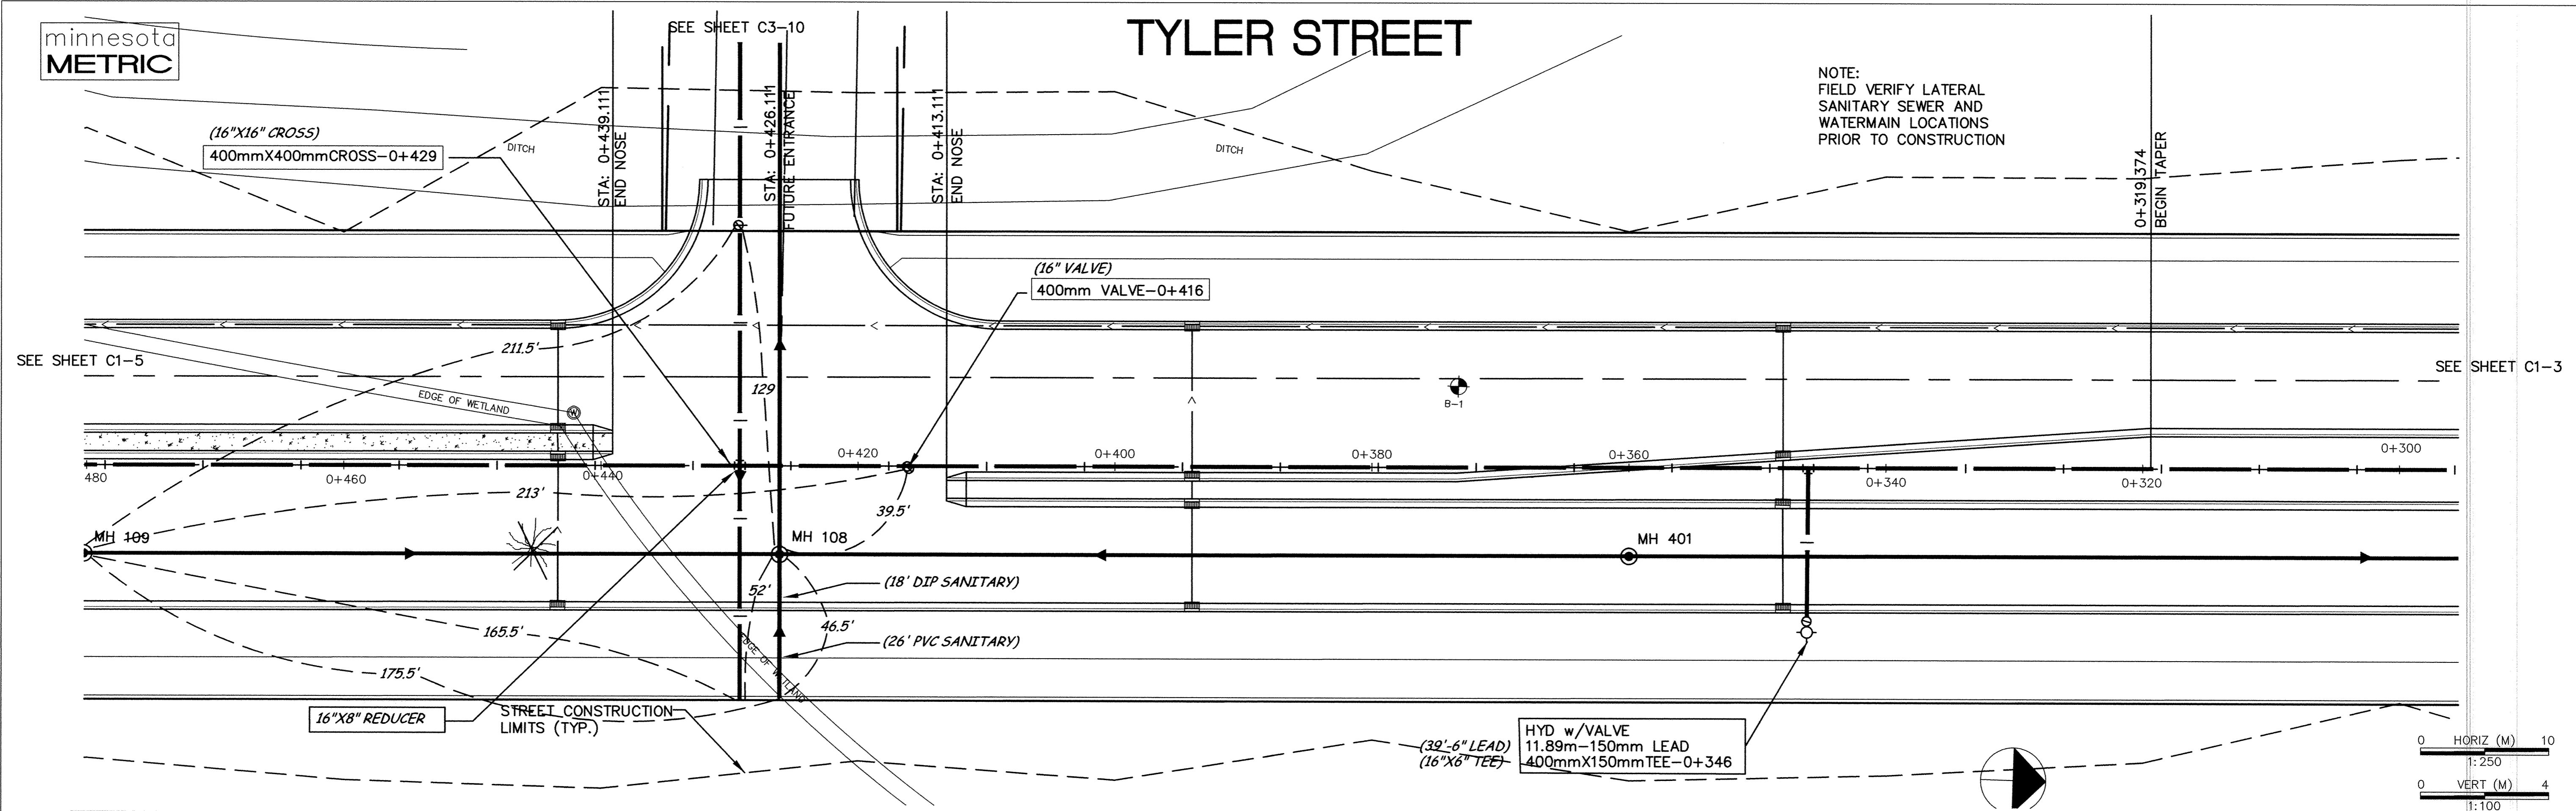 minnesota
METRIC
SEE SHEET C3-10
TYLER STREET
NOTE:
FIELD VERIFY LATERAL
SANITARY SEWER AND
WATERMAIN LOCATIONS
PRIOR TO CONSTRUCTION
(16"X16" CROSS)
400mmX400mmCROSS-0+429
DITCH
STA: 0+439.111
END NOSE
STA: 0+426.111
FUTURE ENTRANCE
STA: 0+413.111
END NOSE
DITCH
0+319.374
BEGIN TAPER
(16" VALVE)
400mm VALVE-0+416
SEE SHEET C1-5
211.5'
129
EDGE OF WETLAND
W
B-1
SEE SHEET C1-3
480
0+460
0+440
0+420
0+400
0+380
0+360
0+340
0+320
0+300
213'
39.5'
MH 109
MH 108
MH 401
52'
(18' DIP SANITARY)
46.5'
(26' PVC SANITARY)
165.5'
175.5'
EDGE OF WETLAND
16"X8" REDUCER
STREET CONSTRUCTION
LIMITS (TYP.)
(39'-6" LEAD)
(16"X6" TEE)
HYD w/VALVE
11.89m-150mm LEAD
400mmX150mmTEE-0+346
0 HORIZ (M) 10
1:250
0 VERT (M) 4
1:100